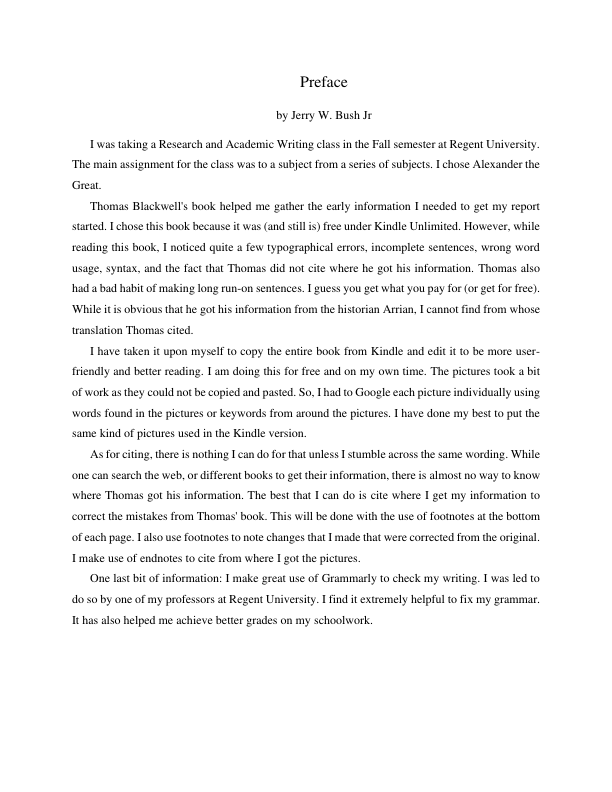 Preface
by Jerry W. Bush Jr
I was taking a Research and Academic Writing class in the Fall semester at Regent University.
The main assignment for the class was to a subject from a series of subjects. I chose Alexander the
Great.
Thomas Blackwell's book helped me gather the early information I needed to get my report
started. I chose this book because it was (and still is) free under Kindle Unlimited. However, while
reading this book, I noticed quite a few typographical errors, incomplete sentences, wrong word
usage, syntax, and the fact that Thomas did not cite where he got his information. Thomas also
had a bad habit of making long run-on sentences. I guess you get what you pay for (or get for free).
While it is obvious that he got his information from the historian Arrian, I cannot find from whose
translation Thomas cited.
I have taken it upon myself to copy the entire book from Kindle and edit it to be more user-
friendly and better reading. I am doing this for free and on my own time. The pictures took a bit
of work as they could not be copied and pasted. So, I had to Google each picture individually using
words found in the pictures or keywords from around the pictures. I have done my best to put the
same kind of pictures used in the Kindle version.
As for citing, there is nothing I can do for that unless I stumble across the same wording. While
one can search the web, or different books to get their information, there is almost no way to know
where Thomas got his information. The best that I can do is cite where I get my information to
correct the mistakes from Thomas' book. This will be done with the use of footnotes at the bottom
of each page. I also use footnotes to note changes that I made that were corrected from the original.
I make use of endnotes to cite from where I got the pictures.
One last bit of information: I make great use of Grammarly to check my writing. I was led to
do so by one of my professors at Regent University. I find it extremely helpful to fix my grammar.
It has also helped me achieve better grades on my schoolwork.